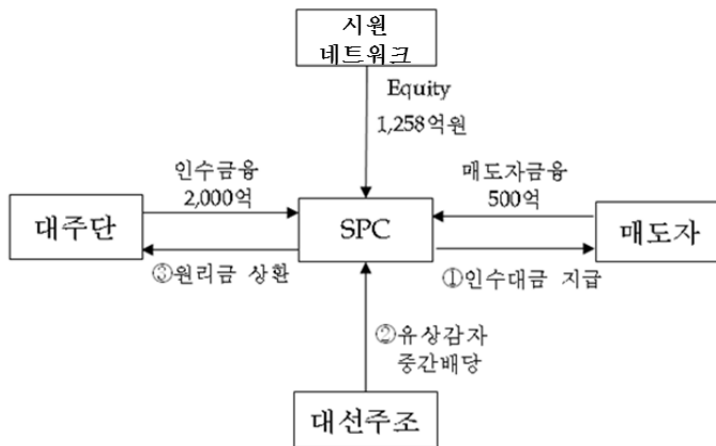 시원
네트워크
Equity
1,258억원
인수금융
2,000억
매도자금융
500억
대주단
SPC
매도자
③원리금 상환
①인수대금 지급
②유상감자
중간배당
대선주조